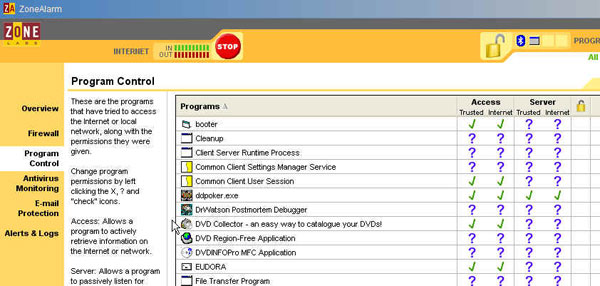 ZoneAlarm
ZONE
LABS
INTERNET
IN
OUT
STOP
PROGR
All
Program Control
Overview
Firewall
Program
Control
Antivirus
Monitoring
E-mail
Protection
Alerts & Logs
These are the programs
that have tried to access
the Internet or local
network, along with the
permissions they were
given.
Change program
permissions by left
clicking the X, ? and
"check" icons.
Access: Allows a
program to actively
retrieve information on
the Internet or network.
Server: Allows a program
to passively listen for
Programs Access Server
Trusted Internet Trusted Internet
booter √ √ ? ?
Cleanup ? ? ? ?
Client Server Runtime Process ? ? ? ?
Common Client Settings Manager Service ? ? ? ?
Common Client User Session √ √ ? ?
ddpoker.exe √ √ √ √
DrWatson Postmortem Debugger ? ? ? ?
DVD Collector - an easy way to catalogue your DVDs! √ √ ? ?
DVD Region-Free Application ? ? ? ?
DVDINFOPro MFC Application ? ? ? ?
EUDORA √ √ ? ?
File Transfer Program ? ? ? ?